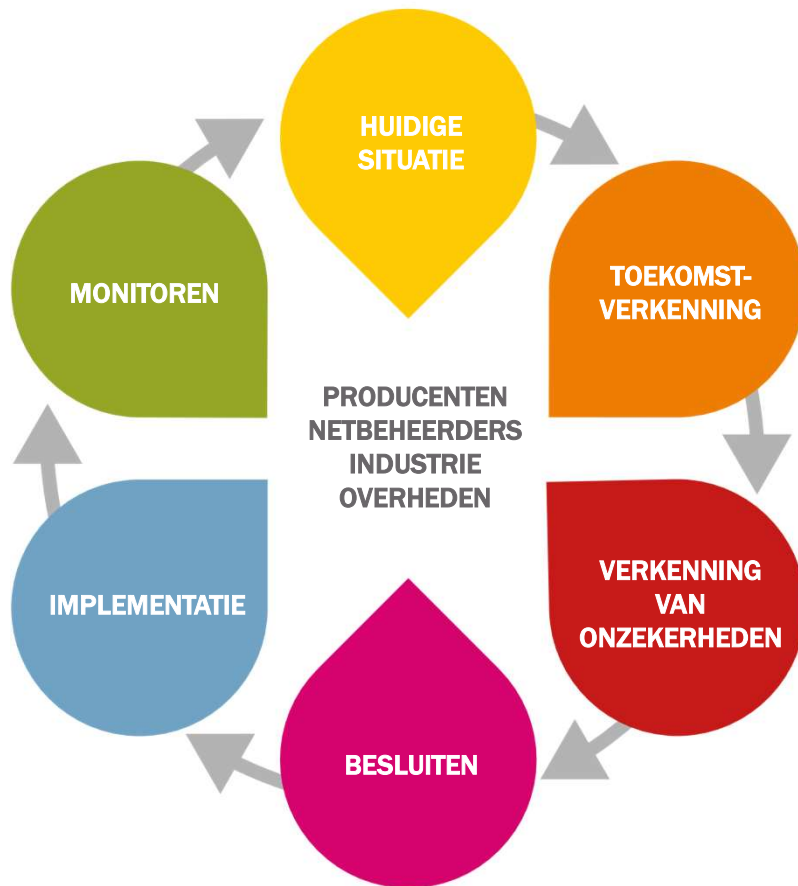 HUIDIGE
SITUATIE
TOEKOMST-
VERKENNING
VERKENNING
VAN
ONZEKERHEDEN
BESLUITEN
IMPLEMENTATIE
MONITOREN
PRODUCENTEN
NETBEHEERDERS
INDUSTRIE
OVERHEDEN